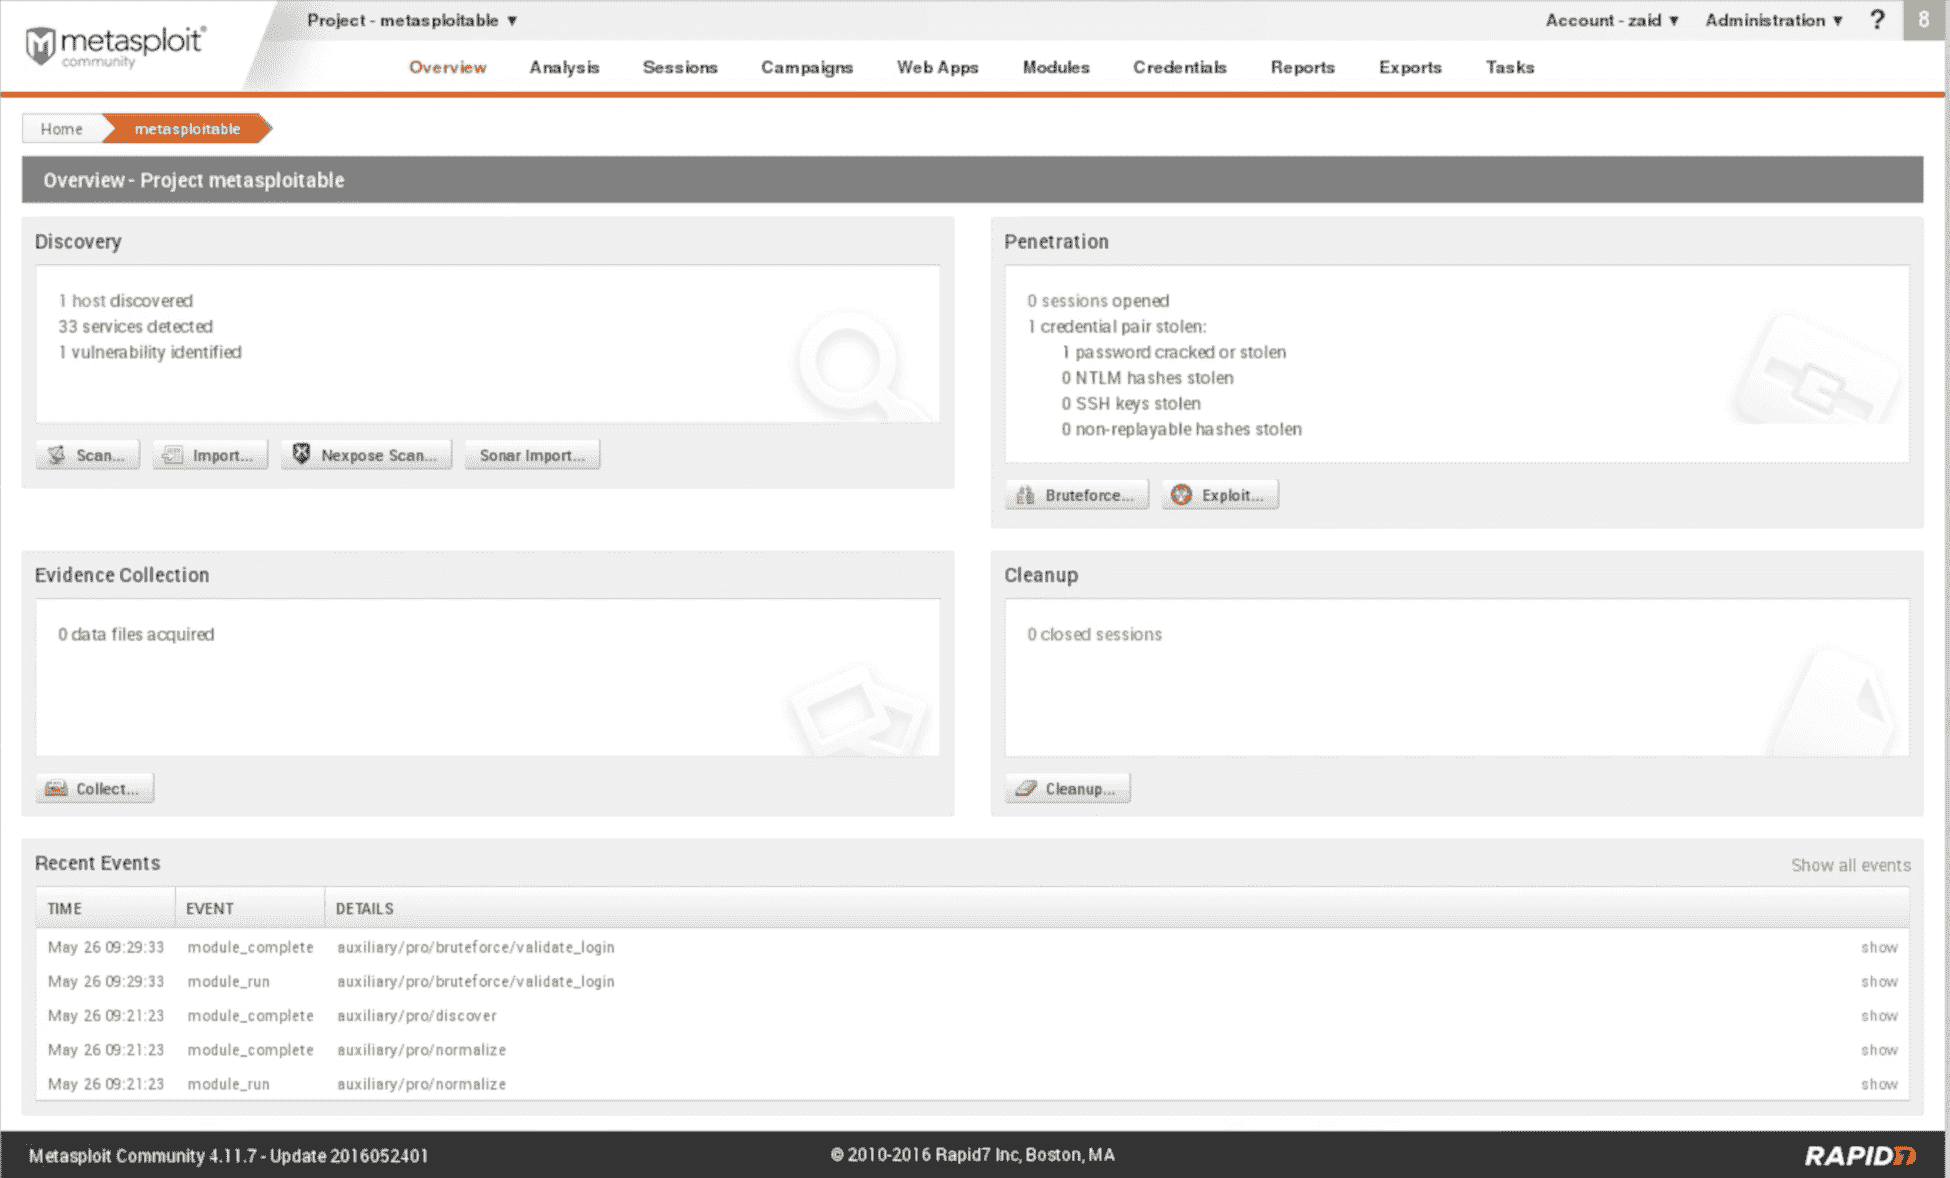 Project - metasploitable ▼
Account - zaid ▼ Administration ▼ ? 8
metasploit®
community
Overview Analysis Sessions Campaigns Web Apps Modules Credentials Reports Exports Tasks
Home metasploitable
Overview - Project metasploitable
Discovery
1 host discovered
33 services detected
1 vulnerability identified
Scan... Import... Nexpose Scan... Sonar Import...
Penetration
0 sessions opened
1 credential pair stolen:
1 password cracked or stolen
0 NTLM hashes stolen
0 SSH keys stolen
0 non-replayable hashes stolen
Bruteforce... Exploit...
Evidence Collection
0 data files acquired
Collect...
Cleanup
0 closed sessions
Cleanup...
Recent Events
Show all events
TIME EVENT DETAILS
May 26 09:29:33 module_complete auxiliary/pro/bruteforce/validate_login show
May 26 09:29:33 module_run auxiliary/pro/bruteforce/validate_login show
May 26 09:21:23 module_complete auxiliary/pro/discover show
May 26 09:21:23 module_complete auxiliary/pro/normalize show
May 26 09:21:23 module_run auxiliary/pro/normalize show
Metasploit Community 4.11.7 - Update 2016052401
© 2010-2016 Rapid7 Inc, Boston, MA
RAPID7